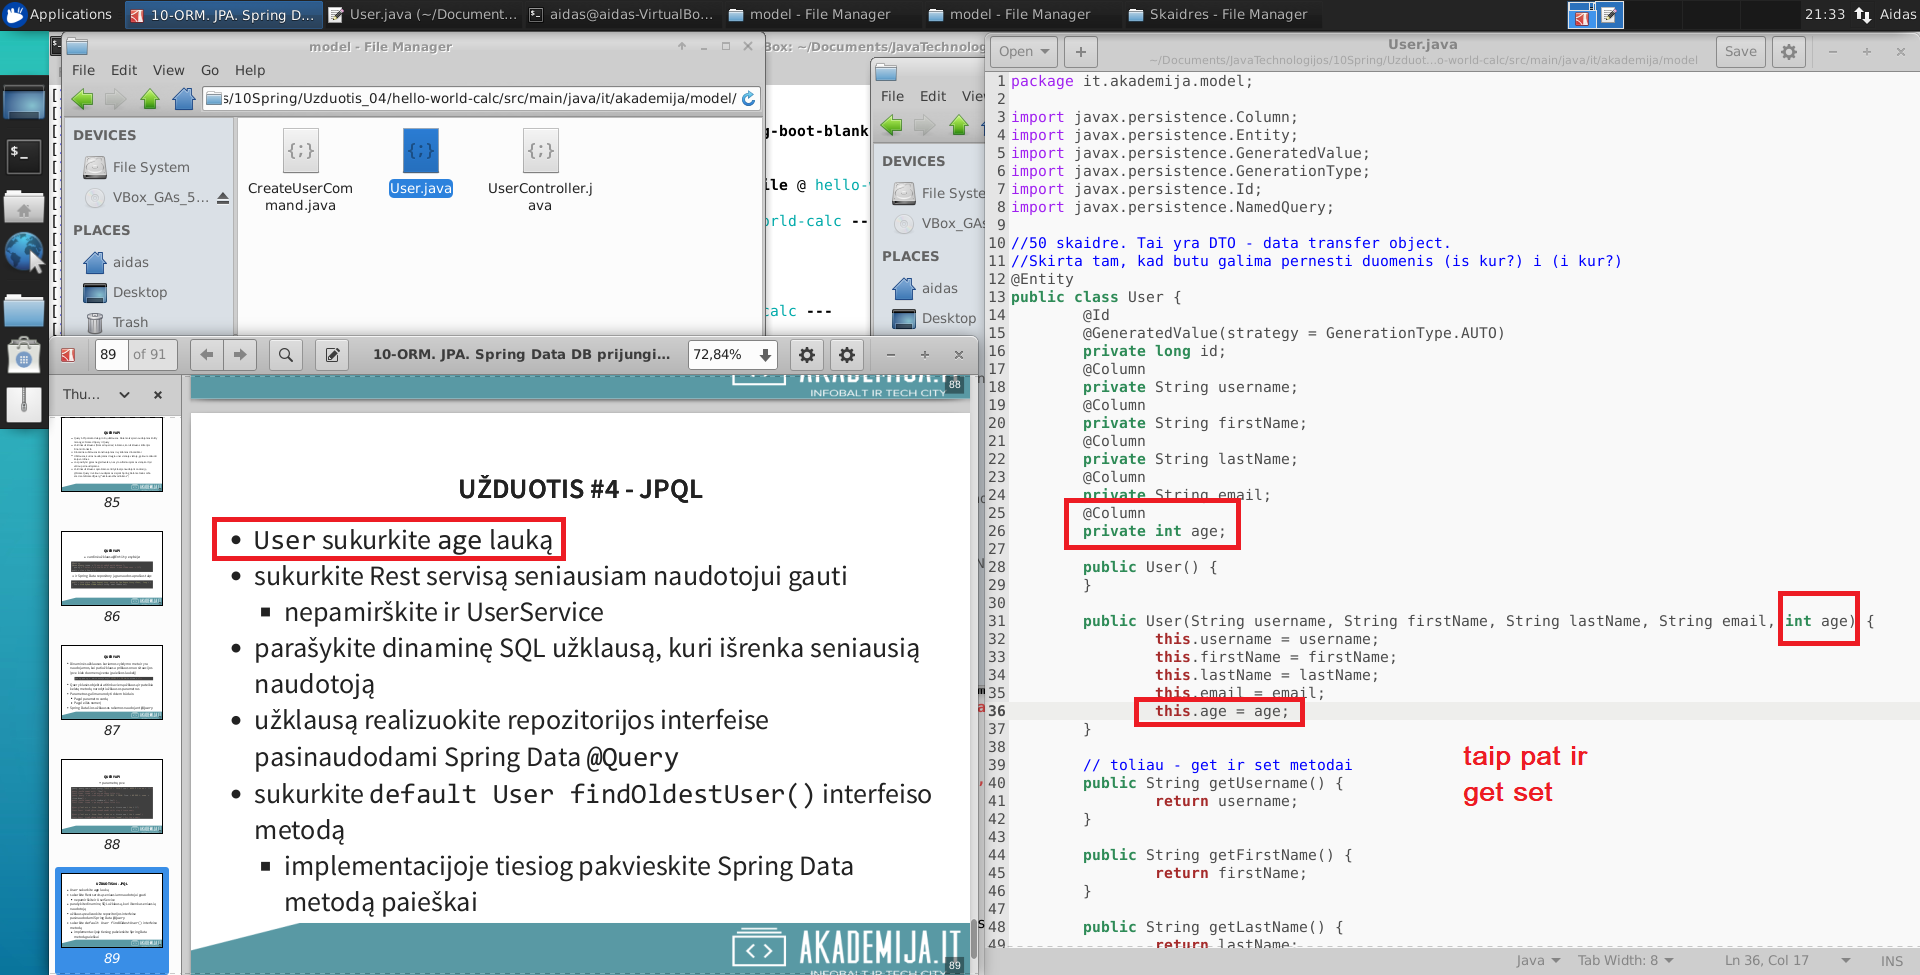 Applications
10-ORM. JPA. Spring D...
User.java (~/Document...
aidas@aidas-VirtualBo...
model - File Manager
model - File Manager
Skaidres - File Manager
21:33
Aidas
model - File Manager
File Edit View Go Help
s/10Spring/Uzduotis_04/hello-world-calc/src/main/java/it/akademija/model/
DEVICES
File System
VBox_GAs_5...
PLACES
aidas
Desktop
Trash
CreateUserCom
mand.java
User.java
UserController.j
ava
Box: ~/Documents/JavaTechnolog
g-boot-blank
ile @ hello-
orld-calc --
calc ---
File Edit Vie
DEVICES
File Syste
VBox_GAs
PLACES
aidas
Desktop
89 of 91
10-ORM. JPA. Spring Data DB prijungi...
72,84%
Thu...
85
86
87
88
89
AKADEMIJA.IT
INFOBALT IR TECH CITY
88
UŽDUOTIS #4 - JPQL
• User sukurkite age lauką
• sukurkite Rest servisą seniausiam naudotojui gauti
▪ nepamirškite ir UserService
• parašykite dinaminę SQL užklausą, kuri išrenka seniausią
naudotoją
• užklausą realizuokite repozitorijos interfeise
pasinaudodami Spring Data @Query
• sukurkite default User findOldestUser() interfeiso
metodą
▪ implementacijoje tiesiog pakvieskite Spring Data
metodą paieškai
AKADEMIJA.IT
INFOBALT IR TECH CITY
89
Open
User.java
~/Documents/JavaTechnologijos/10Spring/Uzduot...o-world-calc/src/main/java/it/akademija/model
Save
1 package it.akademija.model;
2
3 import javax.persistence.Column;
4 import javax.persistence.Entity;
5 import javax.persistence.GeneratedValue;
6 import javax.persistence.GenerationType;
7 import javax.persistence.Id;
8 import javax.persistence.NamedQuery;
9
10 //50 skaidre. Tai yra DTO - data transfer object.
11 //Skirta tam, kad butu galima pernesti duomenis (is kur?) i (i kur?)
12 @Entity
13 public class User {
14 @Id
15 @GeneratedValue(strategy = GenerationType.AUTO)
16 private long id;
17 @Column
18 private String username;
19 @Column
20 private String firstName;
21 @Column
22 private String lastName;
23 @Column
24 private String email;
25 @Column
26 private int age;
27
28 public User() {
29 }
30
31 public User(String username, String firstName, String lastName, String email, int age) {
32 this.username = username;
33 this.firstName = firstName;
34 this.lastName = lastName;
35 this.email = email;
36 this.age = age;
37 }
38
39 // toliau - get ir set metodai
40 public String getUsername() {
41 return username;
42 }
43
44 public String getFirstName() {
45 return firstName;
46 }
47
48 public String getLastName() {
49 return lastName;
taip pat ir
get set
Java
Tab Width: 8
Ln 36, Col 17
INS